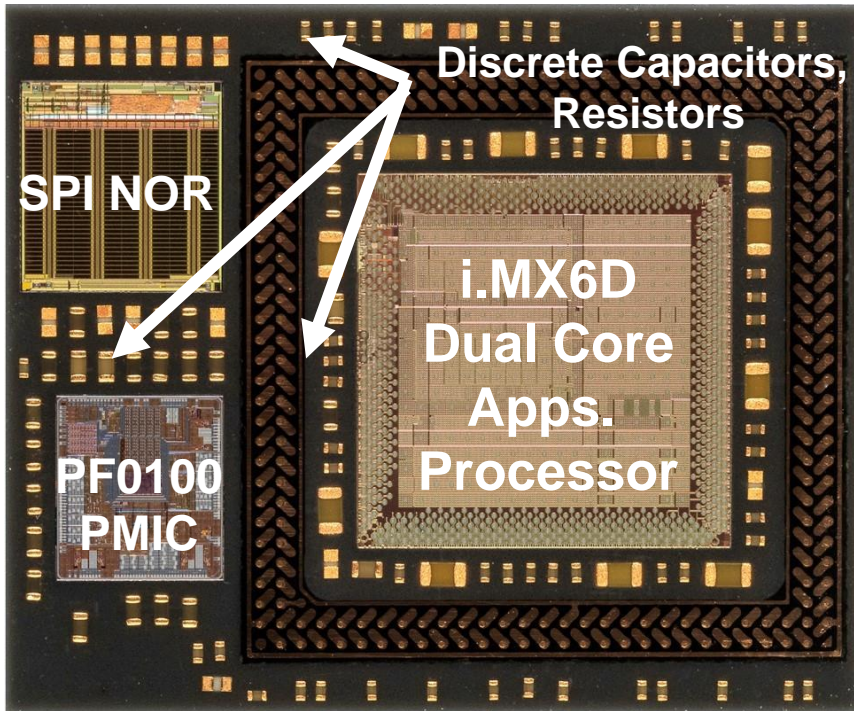 Discrete Capacitors,
Resistors
SPI NOR
i.MX6D
Dual Core
Apps.
Processor
PF0100
PMIC